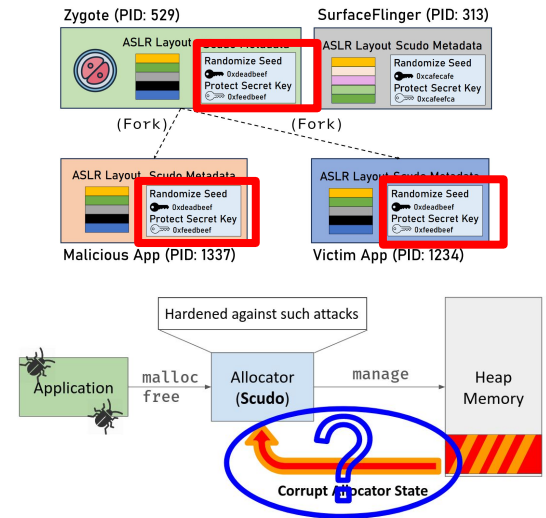 Zygote (PID: 529)
SurfaceFlinger (PID: 313)
ASLR Layout Scudo Metadata
Randomize Seed
0xdeadbeef
Protect Secret Key
0xfeedbeef
ASLR Layout Scudo Metadata
Randomize Seed
0xcafecafe
Protect Secret Key
0xcafeefca
(Fork)
(Fork)
ASLR Layout Scudo Metadata
Randomize Seed
0xdeadbeef
Protect Secret Key
0xfeedbeef
ASLR Layout Scudo Metadata
Randomize Seed
0xdeadbeef
Protect Secret Key
0xfeedbeef
Malicious App (PID: 1337)
Victim App (PID: 1234)
Hardened against such attacks
Application
malloc
free
Allocator
(Scudo)
manage
Heap
Memory
?
Corrupt Allocator State